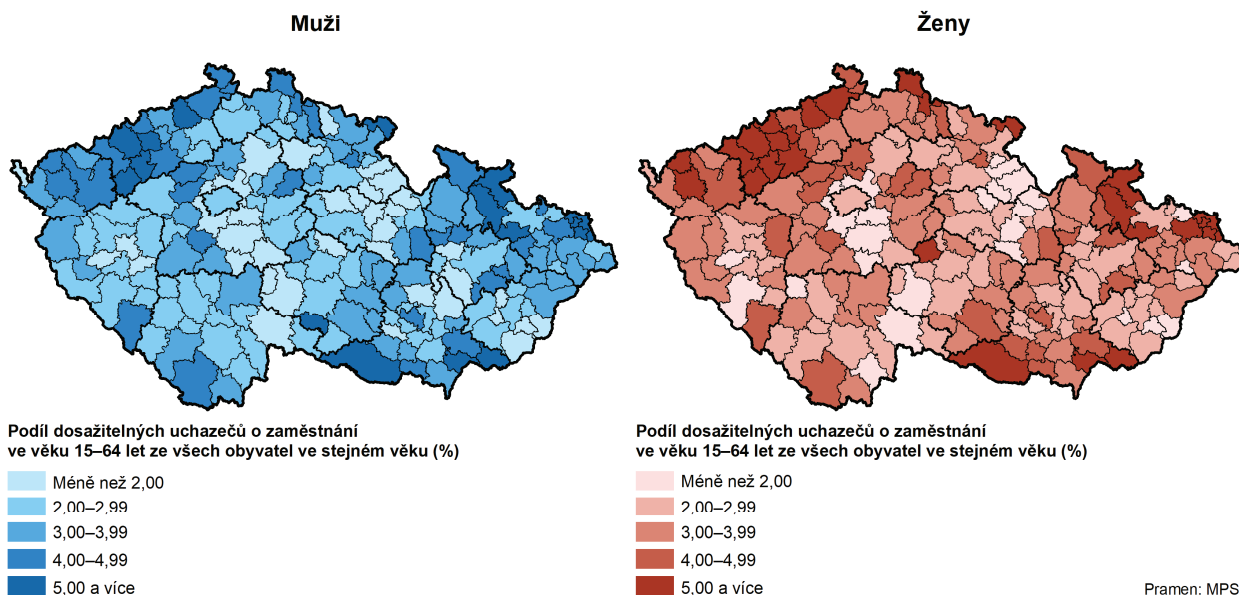 Muži
Ženy
Podíl dosažitelných uchazečů o zaměstnání
ve věku 15–64 let ze všech obyvatel ve stejném věku (%)
Méně než 2,00
2,00–2,99
3,00–3,99
4,00–4,99
5,00 a více
Podíl dosažitelných uchazečů o zaměstnání
ve věku 15–64 let ze všech obyvatel ve stejném věku (%)
Méně než 2,00
2,00–2,99
3,00–3,99
4,00–4,99
5,00 a více
Pramen: MPS